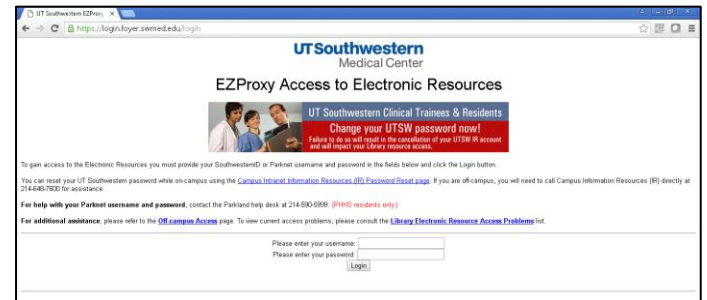 UT Southwestern EZProxy
https://login.foyer.swmed.edu/login
UTSouthwestern
Medical Center
EZProxy Access to Electronic Resources
UT Southwestern Clinical Trainees & Residents
Change your UTSW password now!
Failure to do so will result in the cancellation of your UTSW IR account
and will impact your Library resource access.
To gain access to the Electronic Resources you must provide your SouthwesternID or Parknet username and password in the fields below and click the Login button.
You can reset your UT Southwestern password while on-campus using the Campus Intranet Information Resources (IR) Password Reset page. If you are off-campus, you will need to call Campus Information Resources (IR) directly at
214-648-7600 for assistance.
For help with your Parknet username and password, contact the Parkland help desk at 214-590-5999. (PHHS residents only.)
For additional assistance, please refer to the Off-campus Access page. To view current access problems, please consult the Library Electronic Resource Access Problems list.
Please enter your username:
Please enter your password:
Login